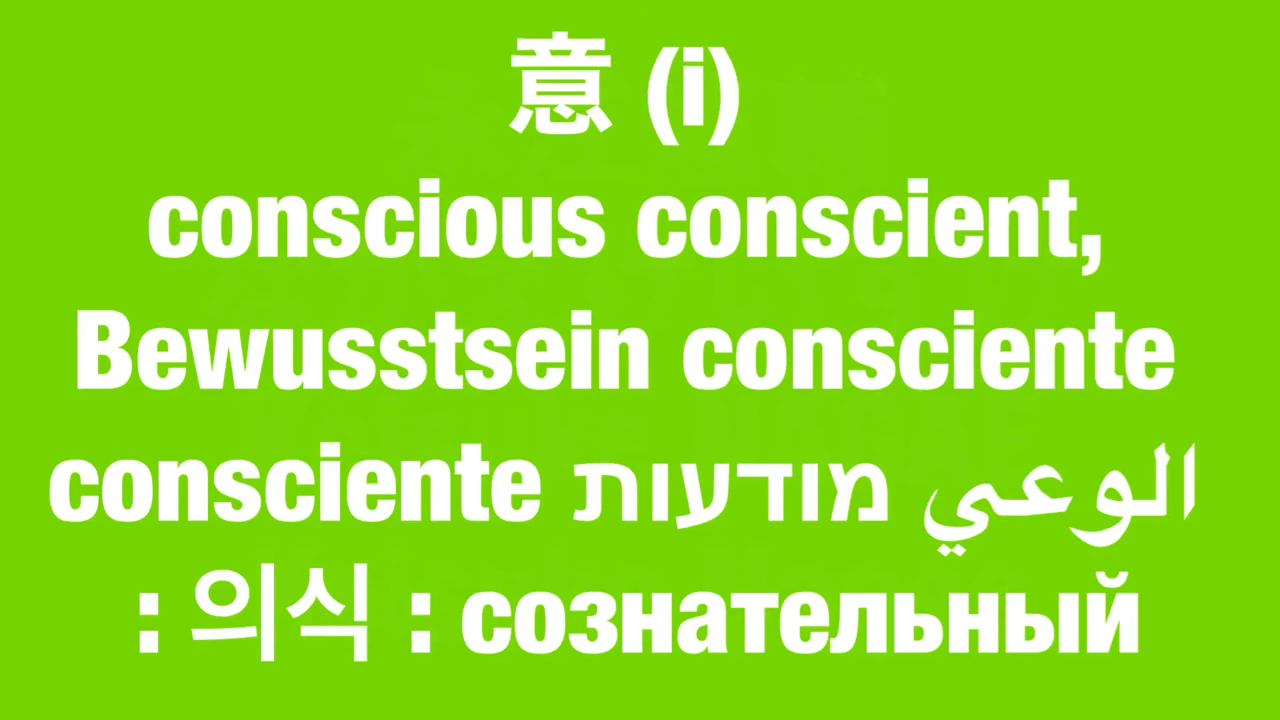 意 (i)
conscious conscient,
Bewusstsein consciente
consciente מודעות الوعي
: 의식 : сознательный